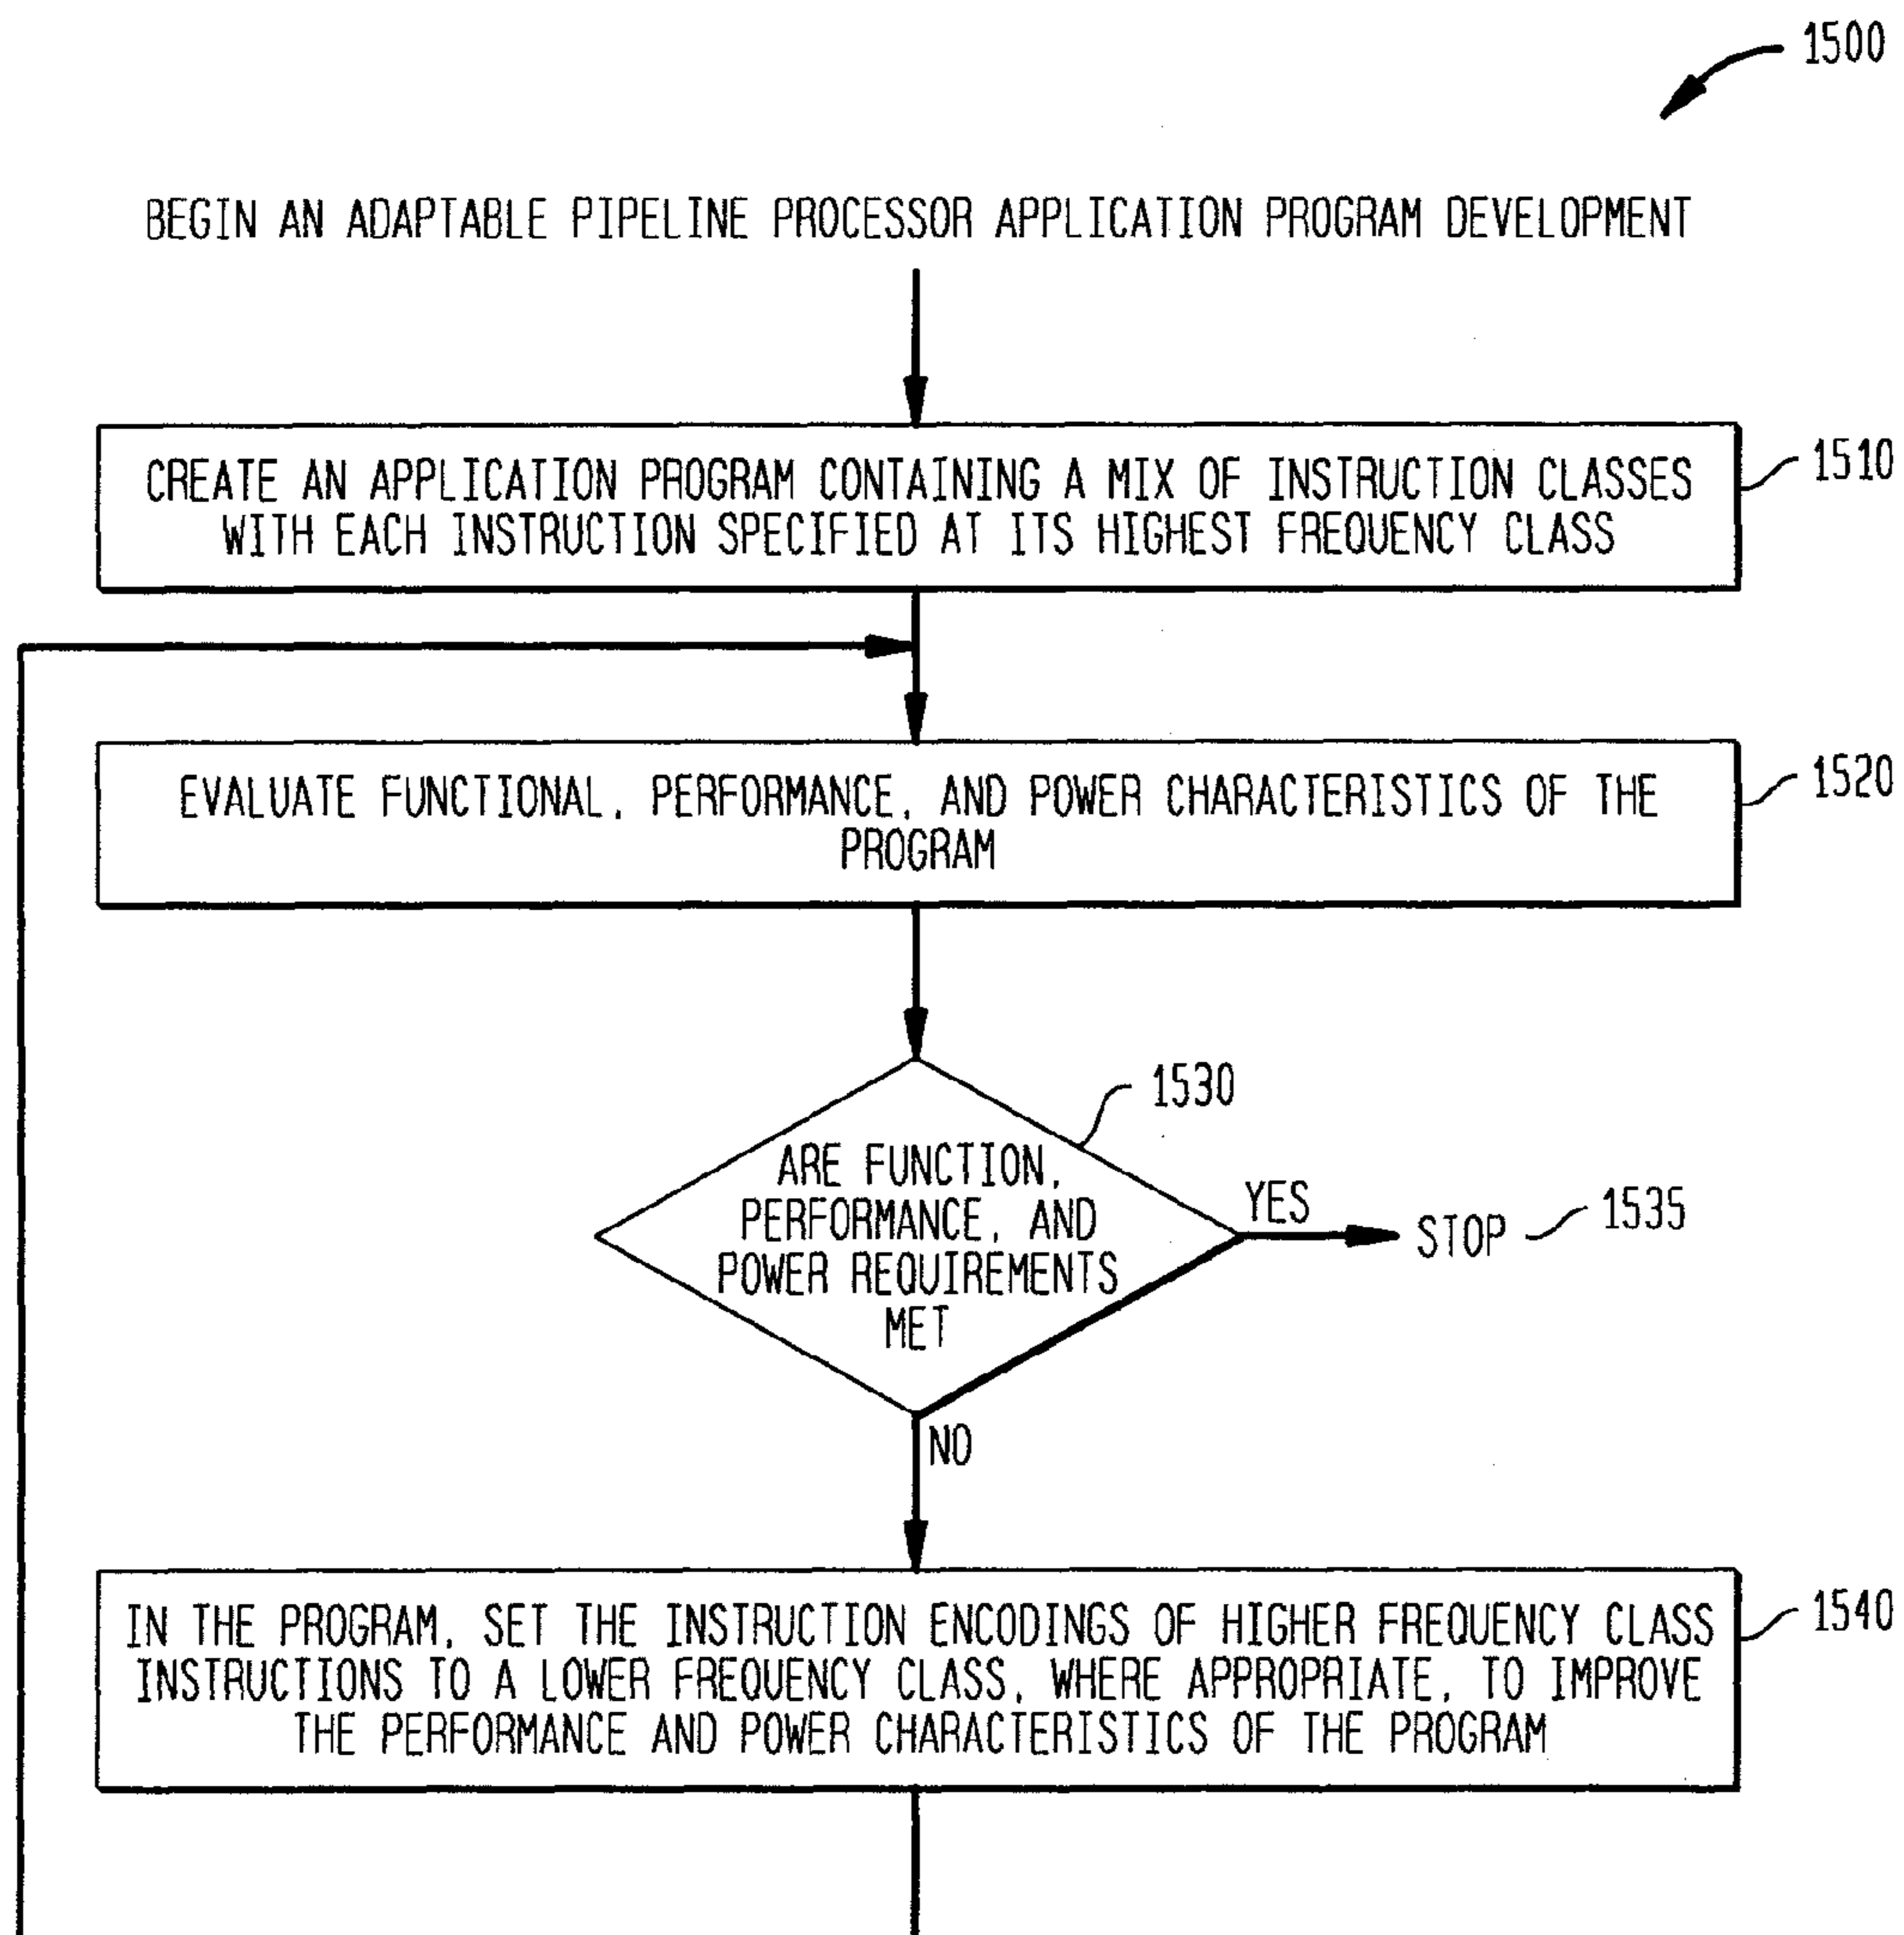 1500
BEGIN AN ADAPTABLE PIPELINE PROCESSOR APPLICATION PROGRAM DEVELOPMENT
CREATE AN APPLICATION PROGRAM CONTAINING A MIX OF INSTRUCTION CLASSES
WITH EACH INSTRUCTION SPECIFIED AT ITS HIGHEST FREQUENCY CLASS
1510
EVALUATE FUNCTIONAL, PERFORMANCE, AND POWER CHARACTERISTICS OF THE
PROGRAM
1520
1530
ARE FUNCTION,
PERFORMANCE, AND
POWER REQUIREMENTS
MET
YES
STOP
1535
NO
IN THE PROGRAM, SET THE INSTRUCTION ENCODINGS OF HIGHER FREQUENCY CLASS
INSTRUCTIONS TO A LOWER FREQUENCY CLASS, WHERE APPROPRIATE, TO IMPROVE
THE PERFORMANCE AND POWER CHARACTERISTICS OF THE PROGRAM
1540